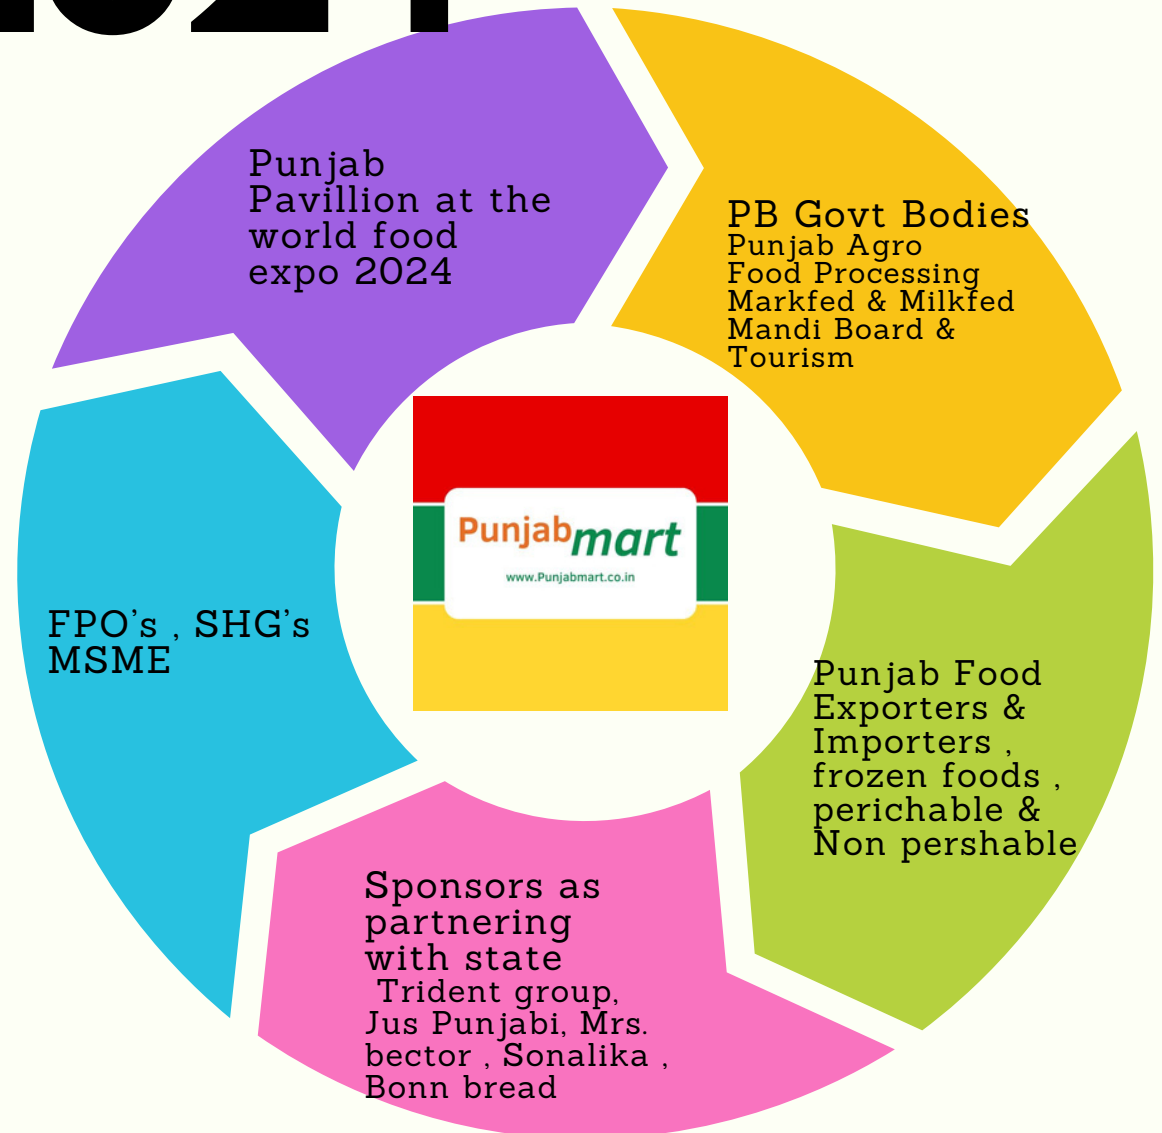 Punjab
Pavillion at the
world food
expo 2024
PB Govt Bodies
Punjab Agro
Food Processing
Markfed & Milkfed
Mandi Board &
Tourism
Punjabmart
www.Punjabmart.co.in
FPO's , SHG's
MSME
Punjab Food
Exporters &
Importers ,
frozen foods ,
perichable &
Non pershable
Sponsors as
partnering
with state
Trident group,
Jus Punjabi, Mrs.
bector , Sonalika ,
Bonn bread